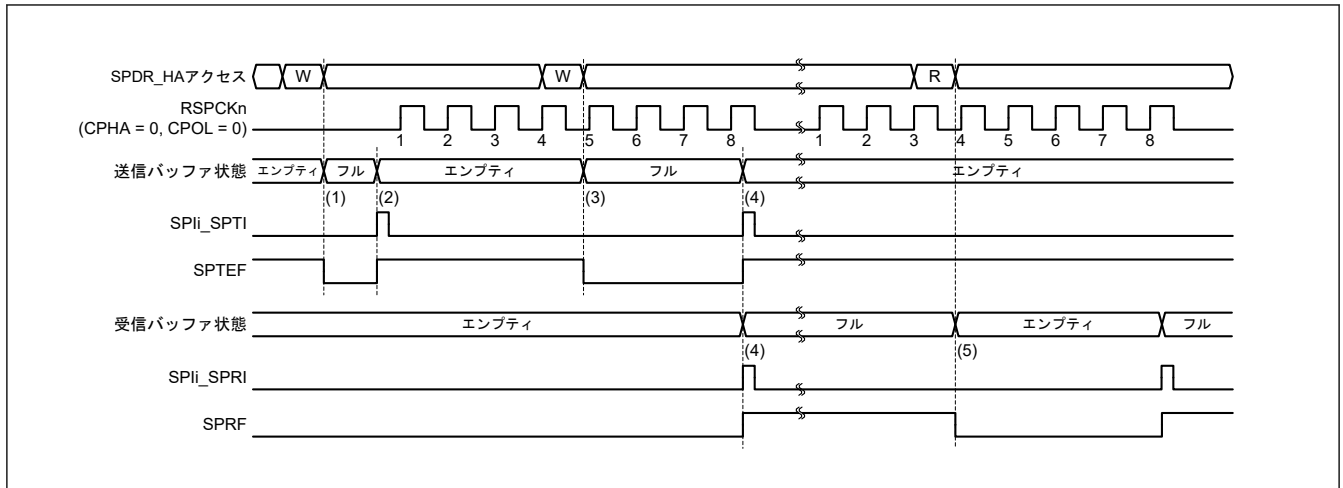 SPDR_HAアクセス W W R
RSPCKn
(CPHA = 0, CPOL = 0)
1 2 3 4 5 6 7 8 1 2 3 4 5 6 7 8
送信バッファ状態 エンプティ フル エンプティ フル エンプティ
(1) (2) (3) (4)
SPIi_SPTI
SPTEF
受信バッファ状態 エンプティ フル エンプティ フル
(4) (5)
SPIi_SPRI
SPRF